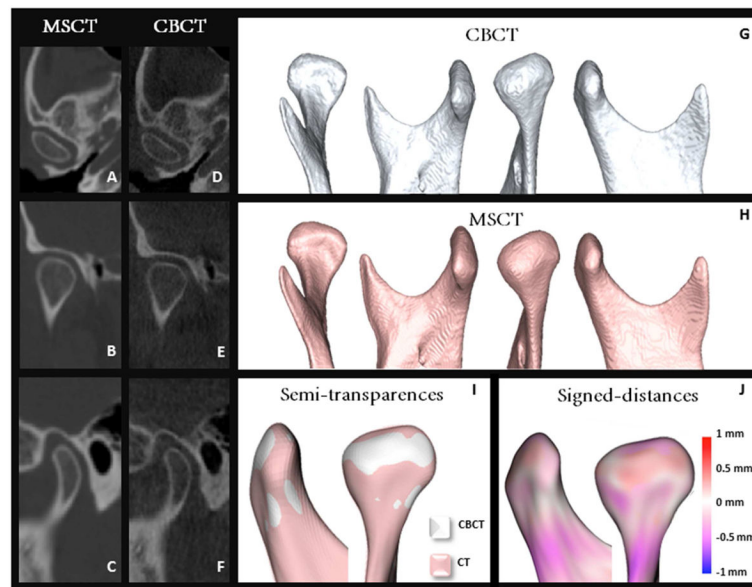 MSCT
CBCT
A
D
B
E
C
F
CBCT
G
MSCT
H
Semi-transparences
I
CBCT
CT
Signed-distances
J
1 mm
0.5 mm
0 mm
-0.5 mm
-1 mm